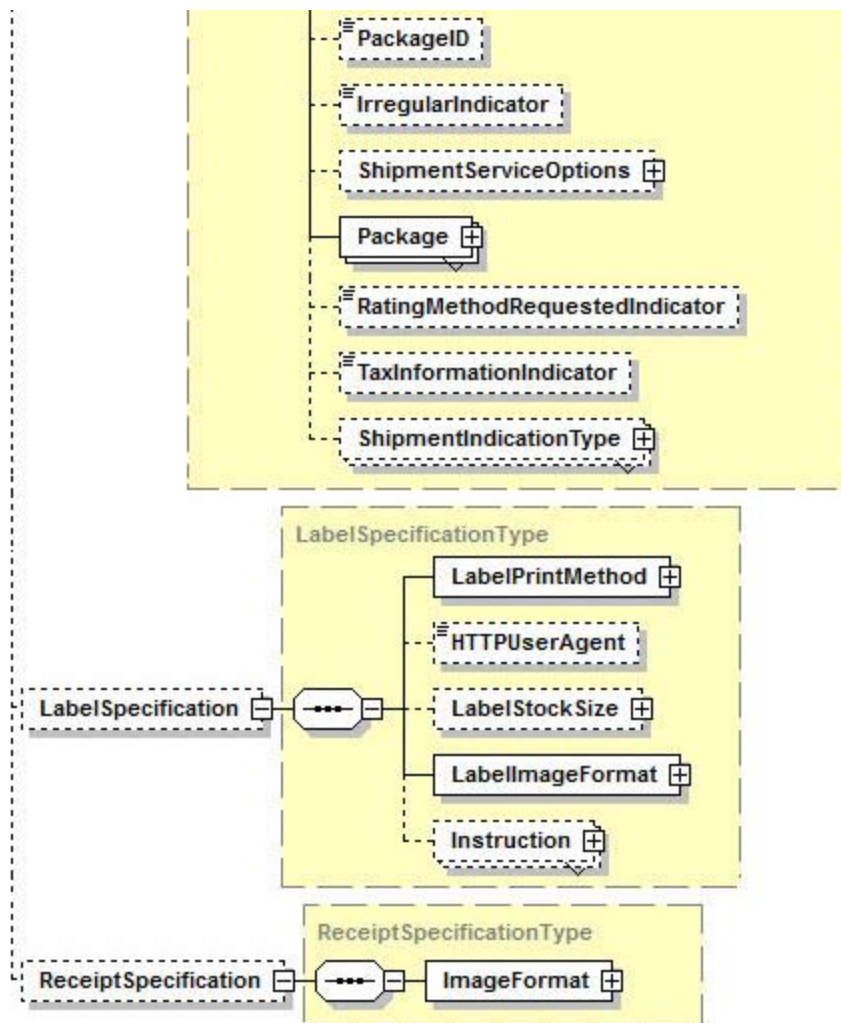 PackageID
IrregularIndicator
ShipmentServiceOptions
Package
RatingMethodRequestedIndicator
TaxInformationIndicator
ShipmentIndicationType
LabelSpecificationType
LabelPrintMethod
HTTPUserAgent
LabelSpecification
LabelStockSize
LabelImageFormat
Instruction
ReceiptSpecificationType
ReceiptSpecification
ImageFormat